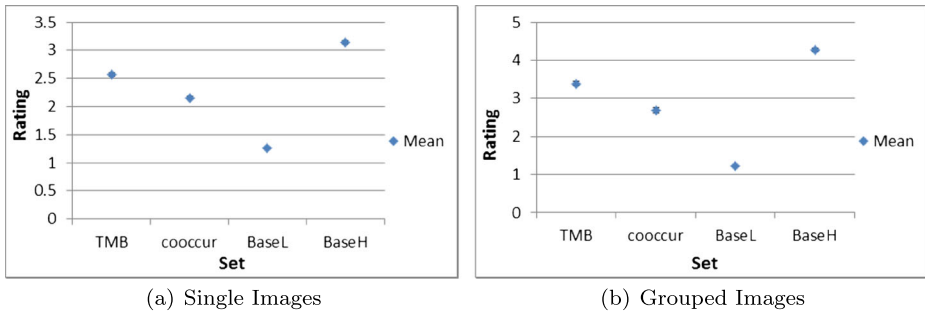 3.5
3
2.5
2
1.5
1
0.5
0
Rating
TMB cooccur BaseL BaseH
Set
Mean
(a) Single Images
5
4
3
2
1
0
Rating
TMB cooccur BaseL BaseH
Set
Mean
(b) Grouped Images